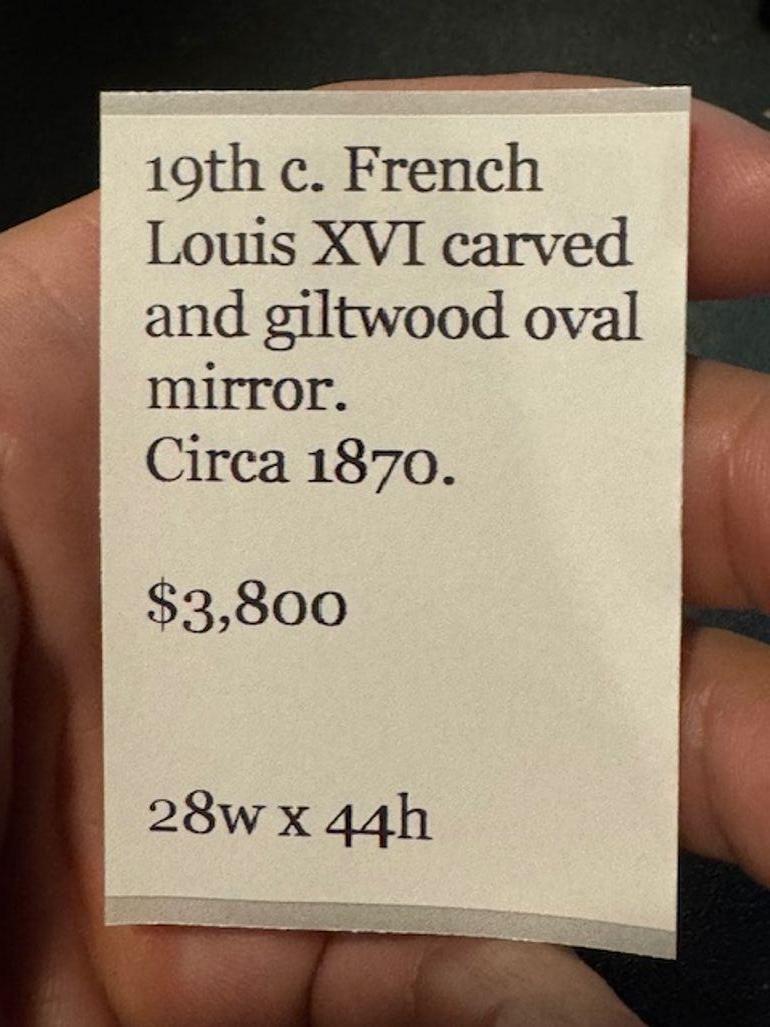 19th c. French
Louis XVI carved
and giltwood oval
mirror.
Circa 1870.
$3,800
28w x 44h